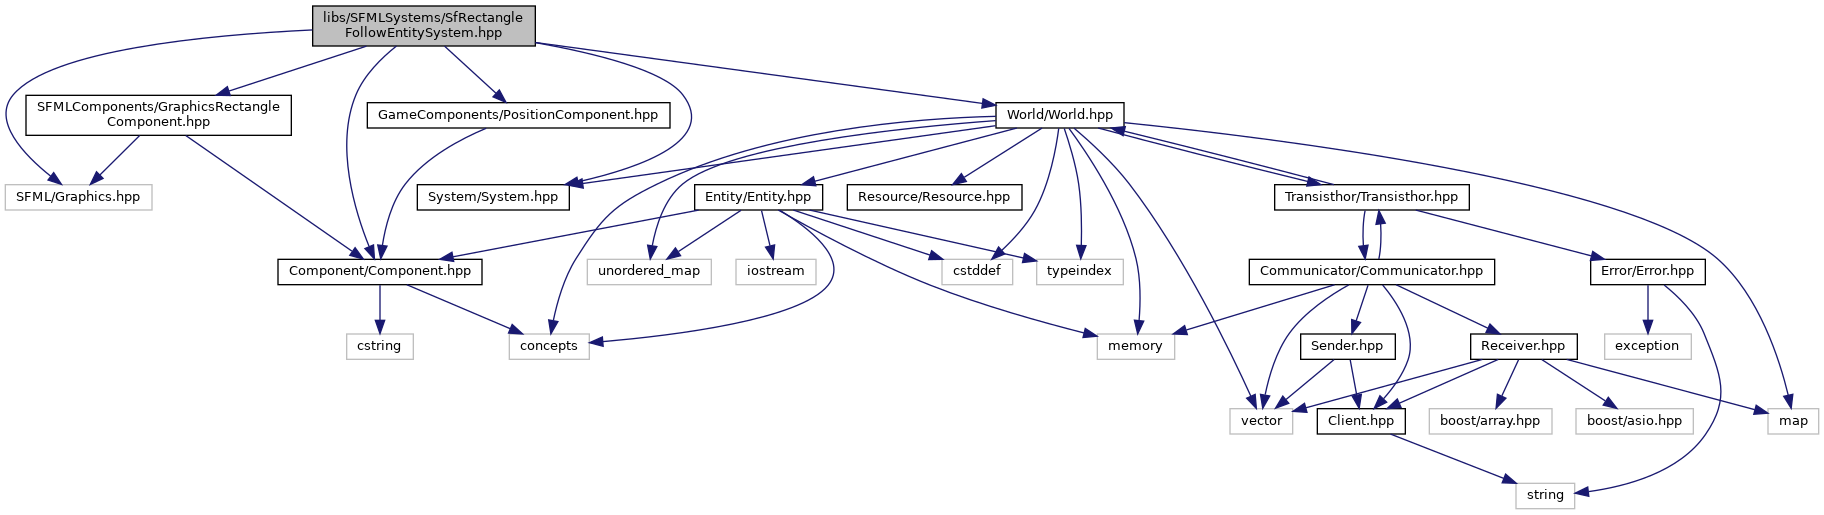 libs/SFMLSystems/SfRectangle
FollowEntitySystem.hpp
SFMLComponents/GraphicsRectangle
Component.hpp
GameComponents/PositionComponent.hpp
World/World.hpp
SFML/Graphics.hpp
System/System.hpp
Entity/Entity.hpp
Resource/Resource.hpp
Transisthor/Transisthor.hpp
Component/Component.hpp
unordered_map
iostream
cstddef
typeindex
Communicator/Communicator.hpp
Error/Error.hpp
cstring
concepts
memory
Sender.hpp
Receiver.hpp
exception
vector
Client.hpp
boost/array.hpp
boost/asio.hpp
map
string